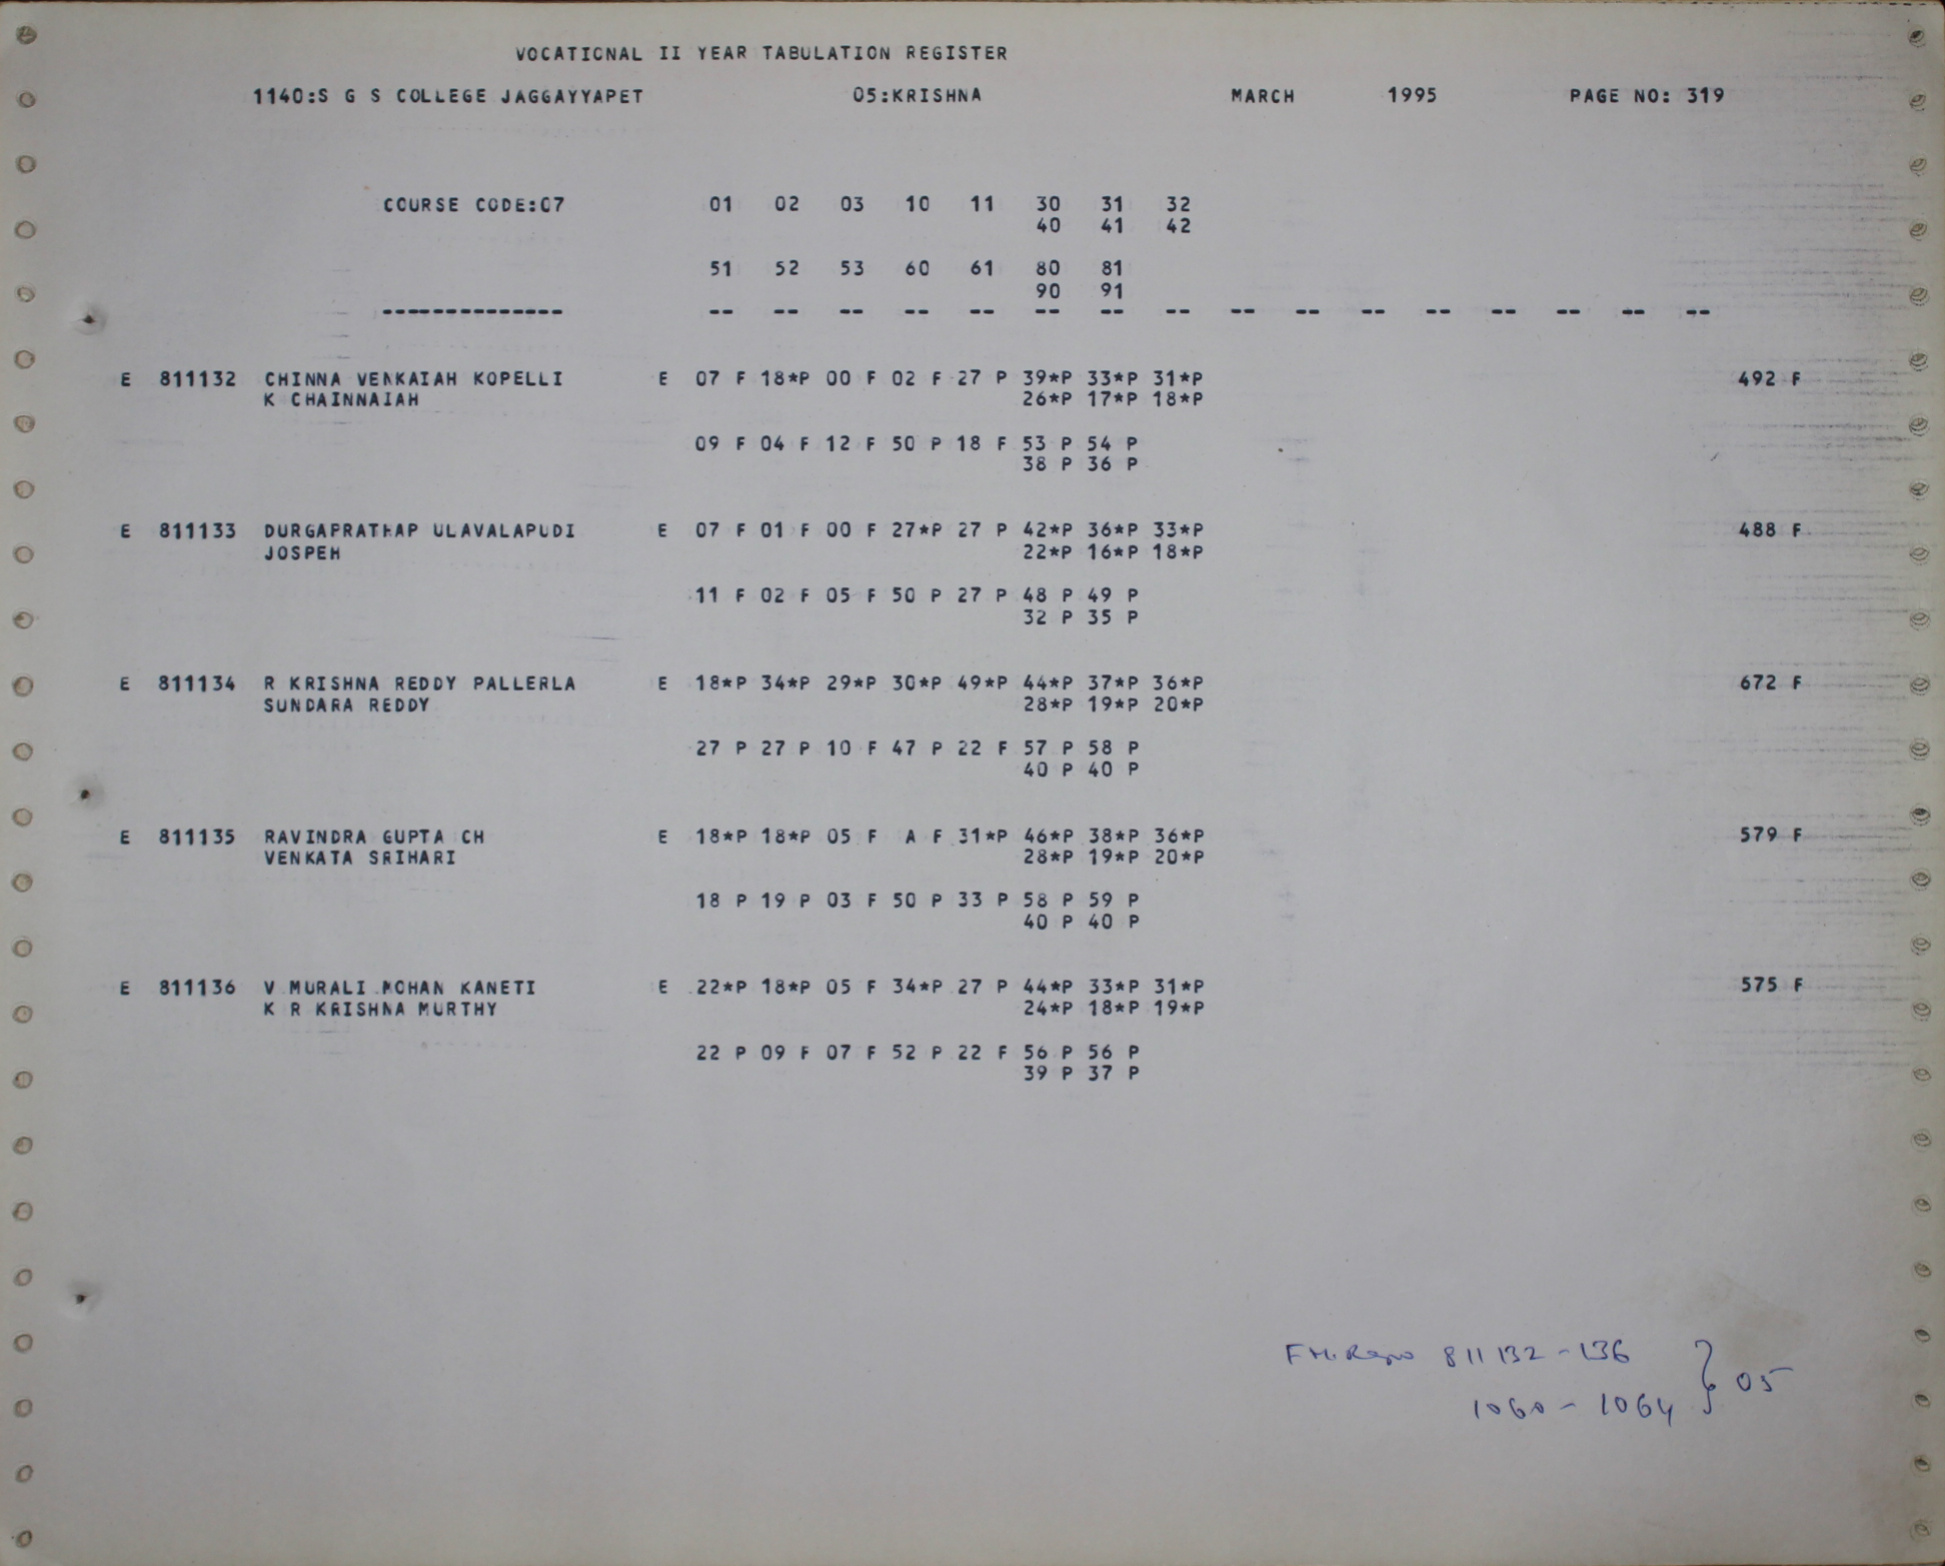 VOCATIONAL II YEAR TABULATION REGISTER
1140:S G S COLLEGE JAGGAYYAPET 05:KRISHNA MARCH 1995 PAGE NO: 319
COURSE CODE:07 01 02 03 10 11 30 31 32
40 41 42
51 52 53 60 61 80 81
90 91
-------------- -- -- -- -- -- -- -- -- -- -- -- -- -- -- -- --
E 811132 CHINNA VENKAIAH KOPELLI E 07 F 18*P 00 F 02 F 27 P 39*P 33*P 31*P 492 F
K CHAINNAIAH 26*P 17*P 18*P
09 F 04 F 12 F 50 P 18 F 53 P 54 P
38 P 36 P
E 811133 DURGAPRATHAP ULAVALAPUDI E 07 F 01 F 00 F 27*P 27 P 42*P 36*P 33*P 488 F
JOSPEH 22*P 16*P 18*P
11 F 02 F 05 F 50 P 27 P 48 P 49 P
32 P 35 P
E 811134 R KRISHNA REDDY PALLERLA E 18*P 34*P 29*P 30*P 49*P 44*P 37*P 36*P 672 F
SUNDARA REDDY 28*P 19*P 20*P
27 P 27 P 10 F 47 P 22 F 57 P 58 P
40 P 40 P
E 811135 RAVINDRA GUPTA CH E 18*P 18*P 05 F A F 31*P 46*P 38*P 36*P 579 F
VENKATA SRIHARI 28*P 19*P 20*P
18 P 19 P 03 F 50 P 33 P 58 P 59 P
40 P 40 P
E 811136 V MURALI MOHAN KANETI E 22*P 18*P 05 F 34*P 27 P 44*P 33*P 31*P 575 F
K R KRISHNA MURTHY 24*P 18*P 19*P
22 P 09 F 07 F 52 P 22 F 56 P 56 P
39 P 37 P
811132-136
1060-1064 } 05